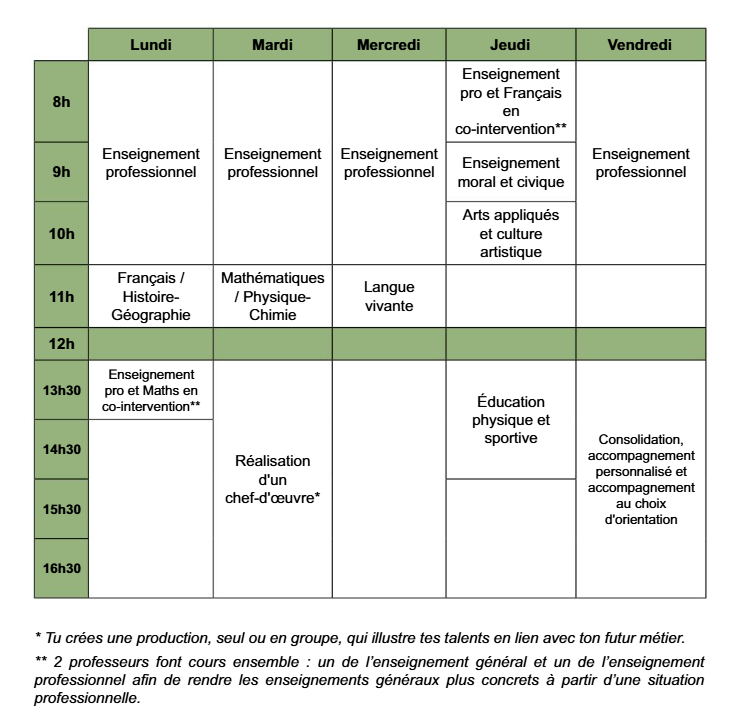 Lundi Mardi Mercredi Jeudi Vendredi
8h
Enseignement
pro et Français
en
co-intervention**
Enseignement
professionnel
Enseignement
professionnel
Enseignement
professionnel
Enseignement
professionnel
9h
Enseignement
moral et civique
10h
Arts appliqués
et culture
artistique
11h
Français /
Histoire-
Géographie
Mathématiques
/ Physique-
Chimie
Langue
vivante
12h
13h30
Enseignement
pro et Maths en
co-intervention**
Éducation
physique et
sportive
14h30
Réalisation
d'un
chef-d'œuvre*
Consolidation,
accompagnement
personnalisé et
accompagnement
au choix
d'orientation
15h30
16h30
* Tu crées une production, seul ou en groupe, qui illustre tes talents en lien avec ton futur métier.
** 2 professeurs font cours ensemble : un de l'enseignement général et un de l'enseignement
professionnel afin de rendre les enseignements généraux plus concrets à partir d'une situation
professionnelle.